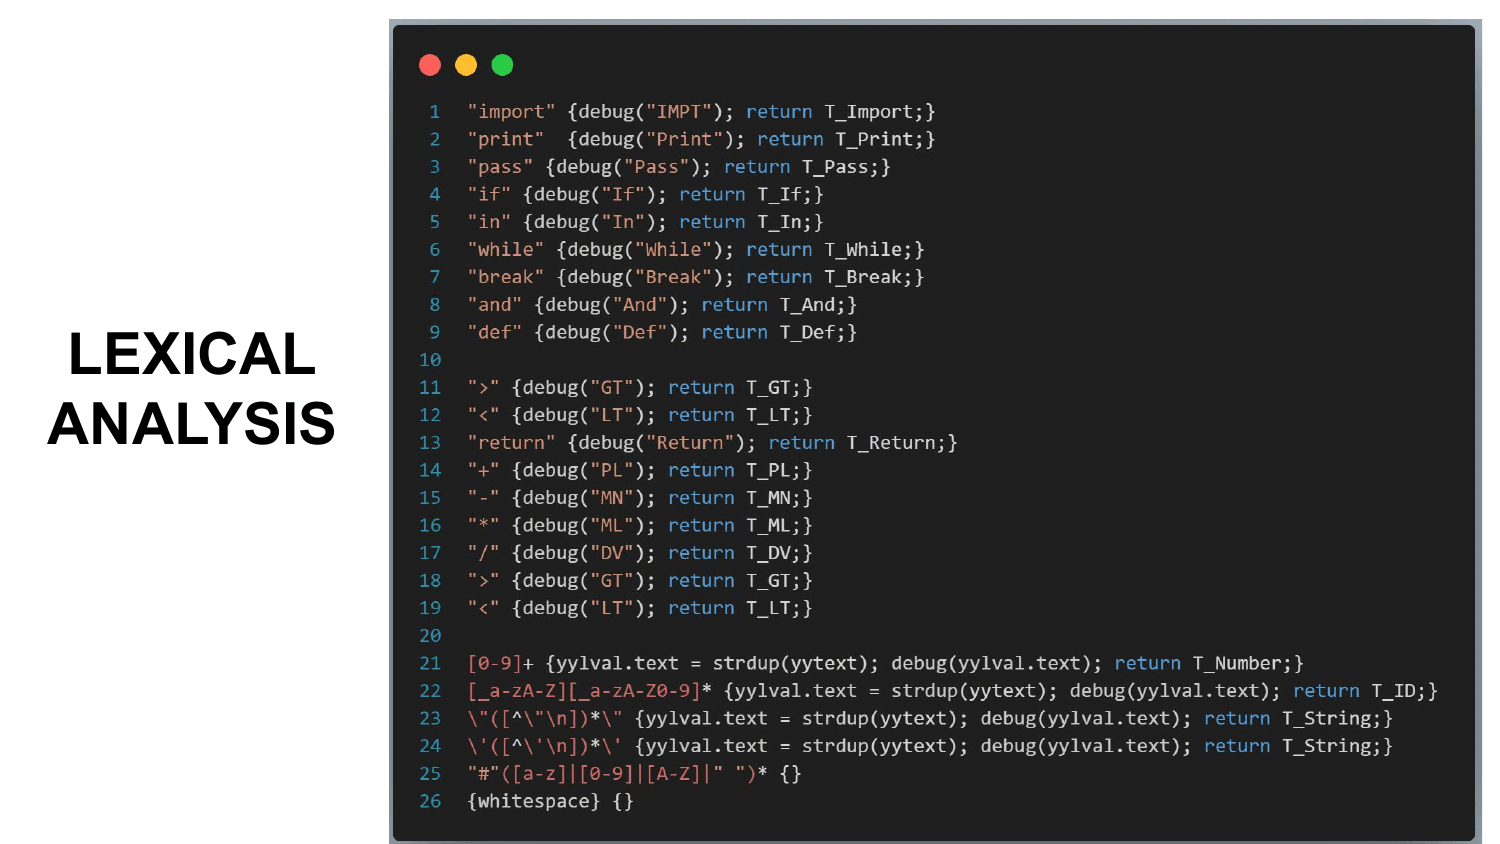 LEXICAL
ANALYSIS
1 "import" {debug("IMPT"); return T_Import;}
2 "print"  {debug("Print"); return T_Print;}
3 "pass" {debug("Pass"); return T_Pass;}
4 "if" {debug("If"); return T_If;}
5 "in" {debug("In"); return T_In;}
6 "while" {debug("While"); return T_While;}
7 "break" {debug("Break"); return T_Break;}
8 "and" {debug("And"); return T_And;}
9 "def" {debug("Def"); return T_Def;}
10
11 ">" {debug("GT"); return T_GT;}
12 "<" {debug("LT"); return T_LT;}
13 "return" {debug("Return"); return T_Return;}
14 "+" {debug("PL"); return T_PL;}
15 "-" {debug("MN"); return T_MN;}
16 "*" {debug("ML"); return T_ML;}
17 "/" {debug("DV"); return T_DV;}
18 ">" {debug("GT"); return T_GT;}
19 "<" {debug("LT"); return T_LT;}
20
21 [0-9]+ {yylval.text = strdup(yytext); debug(yylval.text); return T_Number;}
22 [_a-zA-Z][_a-zA-Z0-9]* {yylval.text = strdup(yytext); debug(yylval.text); return T_ID;}
23 \"([^\"\n])*\" {yylval.text = strdup(yytext); debug(yylval.text); return T_String;}
24 \'([^\'\n])*\' {yylval.text = strdup(yytext); debug(yylval.text); return T_String;}
25 "#"([a-z]|[0-9]|[A-Z]|" ")* {}
26 {whitespace} {}